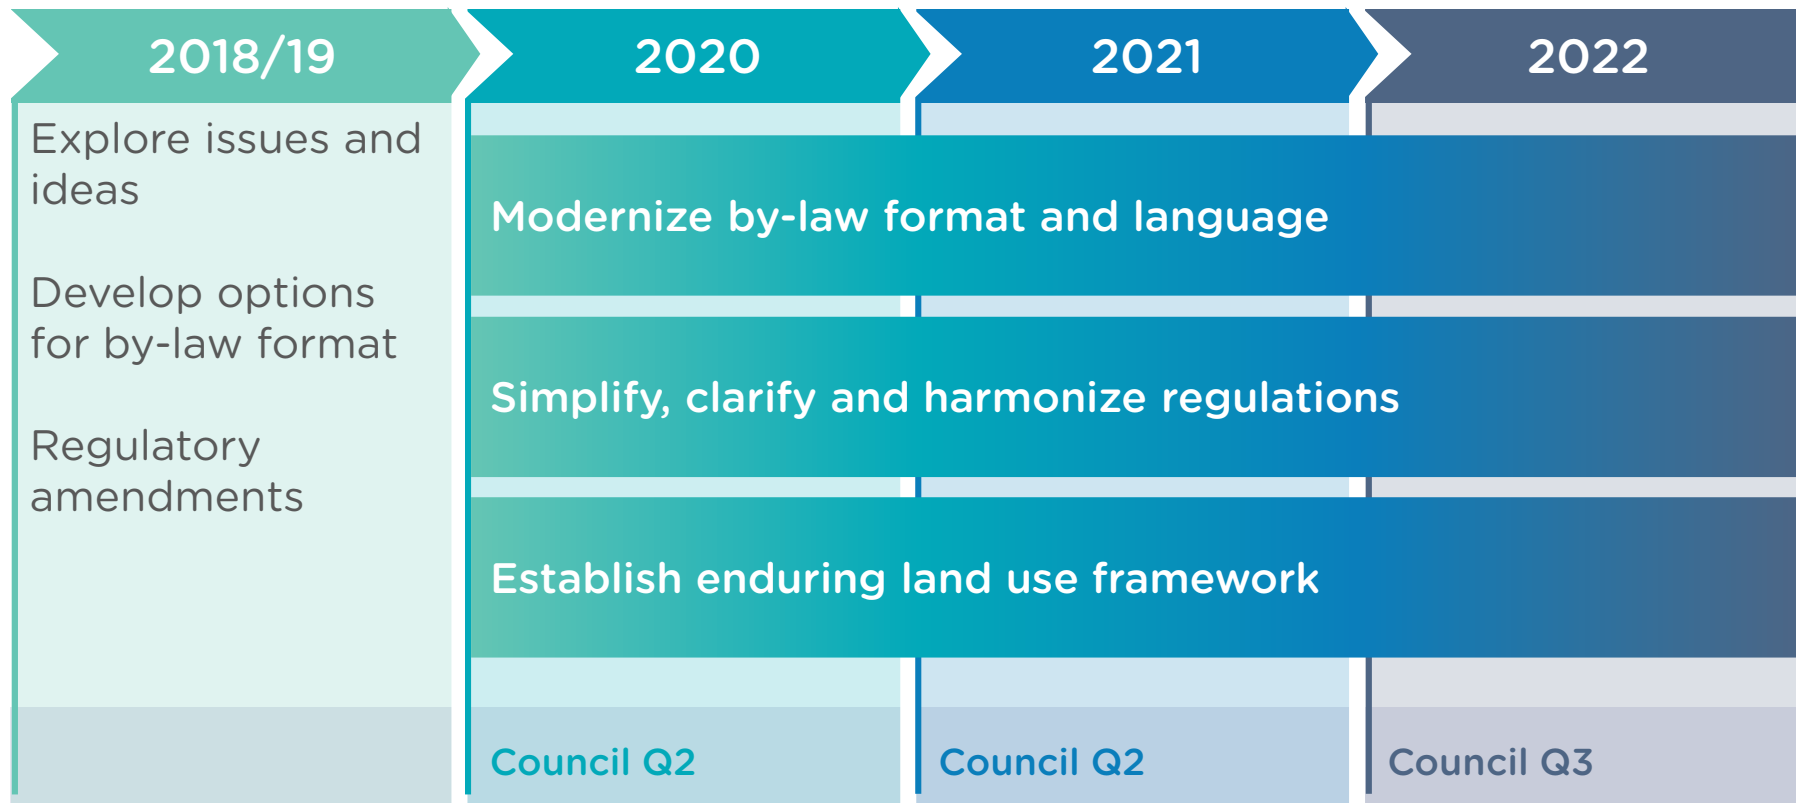 2018/19
2020
2021
2022
Explore issues and
ideas
Develop options
for by-law format
Regulatory
amendments
Modernize by-law format and language
Simplify, clarify and harmonize regulations
Establish enduring land use framework
Council Q2
Council Q2
Council Q3